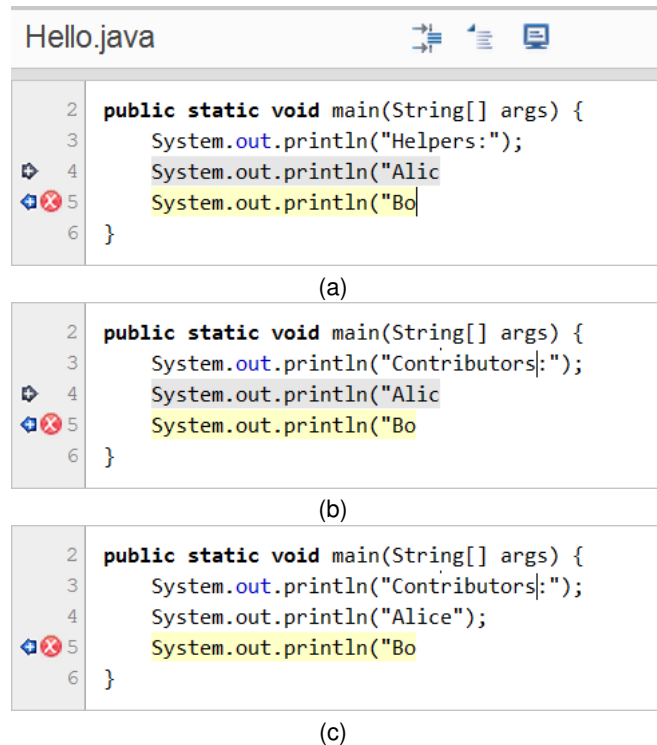 Hello.java
2 public static void main(String[] args) {
3 System.out.println("Helpers:");
4 System.out.println("Alic
5 System.out.println("Bo
6 }
(a)
2 public static void main(String[] args) {
3 System.out.println("Contributors:");
4 System.out.println("Alic
5 System.out.println("Bo
6 }
(b)
2 public static void main(String[] args) {
3 System.out.println("Contributors:");
4 System.out.println("Alice");
5 System.out.println("Bo
6 }
(c)